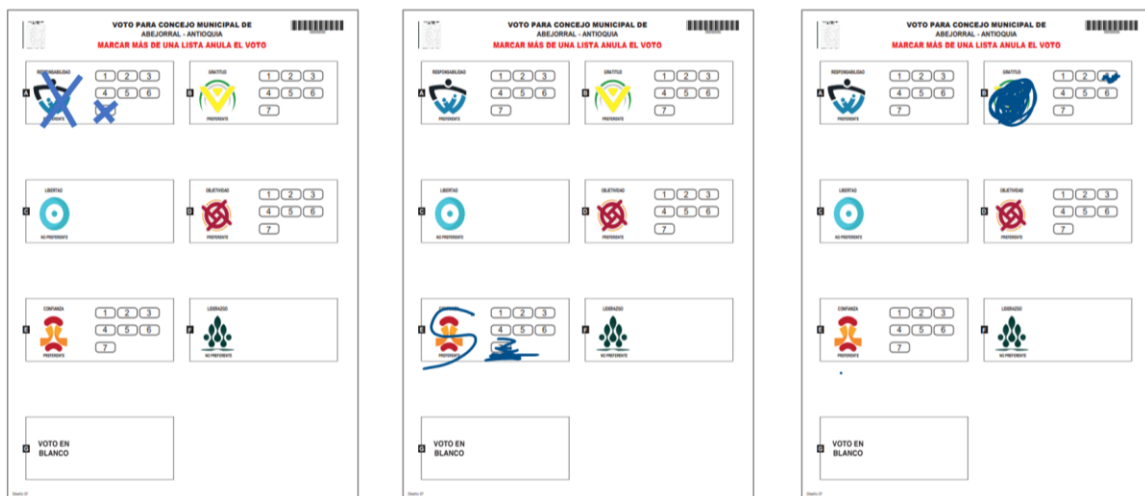 VOTO PARA CONCEJO MUNICIPAL DE
ABEJORRAL - ANTIOQUIA
MARCAR MÁS DE UNA LISTA ANULA EL VOTO
A
RESPONSABILIDAD
PREFERENTE
1 2 3
4 5 6
B
GRATITUD
PREFERENTE
1 2 3
4 5 6
7
C
LIBERTAD
NO PREFERENTE
D
OBJETIVIDAD
PREFERENTE
1 2 3
4 5 6
7
E
CONFIANZA
PREFERENTE
1 2 3
4 5 6
7
F
LIDERAZGO
NO PREFERENTE
G
VOTO EN
BLANCO
VOTO PARA CONCEJO MUNICIPAL DE
ABEJORRAL - ANTIOQUIA
MARCAR MÁS DE UNA LISTA ANULA EL VOTO
A
RESPONSABILIDAD
PREFERENTE
1 2 3
4 5 6
7
B
GRATITUD
PREFERENTE
1 2 3
4 5 6
7
C
LIBERTAD
NO PREFERENTE
D
OBJETIVIDAD
PREFERENTE
1 2 3
4 5 6
7
E
PREFERENTE
1 2 3
4 5 6
F
LIDERAZGO
NO PREFERENTE
G
VOTO EN
BLANCO
VOTO PARA CONCEJO MUNICIPAL DE
ABEJORRAL - ANTIOQUIA
MARCAR MÁS DE UNA LISTA ANULA EL VOTO
A
RESPONSABILIDAD
PREFERENTE
1 2 3
4 5 6
7
B
GRATITUD
1 2
4 5 6
7
C
LIBERTAD
NO PREFERENTE
D
OBJETIVIDAD
PREFERENTE
1 2 3
4 5 6
7
E
CONFIANZA
PREFERENTE
1 2 3
4 5 6
7
F
LIDERAZGO
NO PREFERENTE
G
VOTO EN
BLANCO